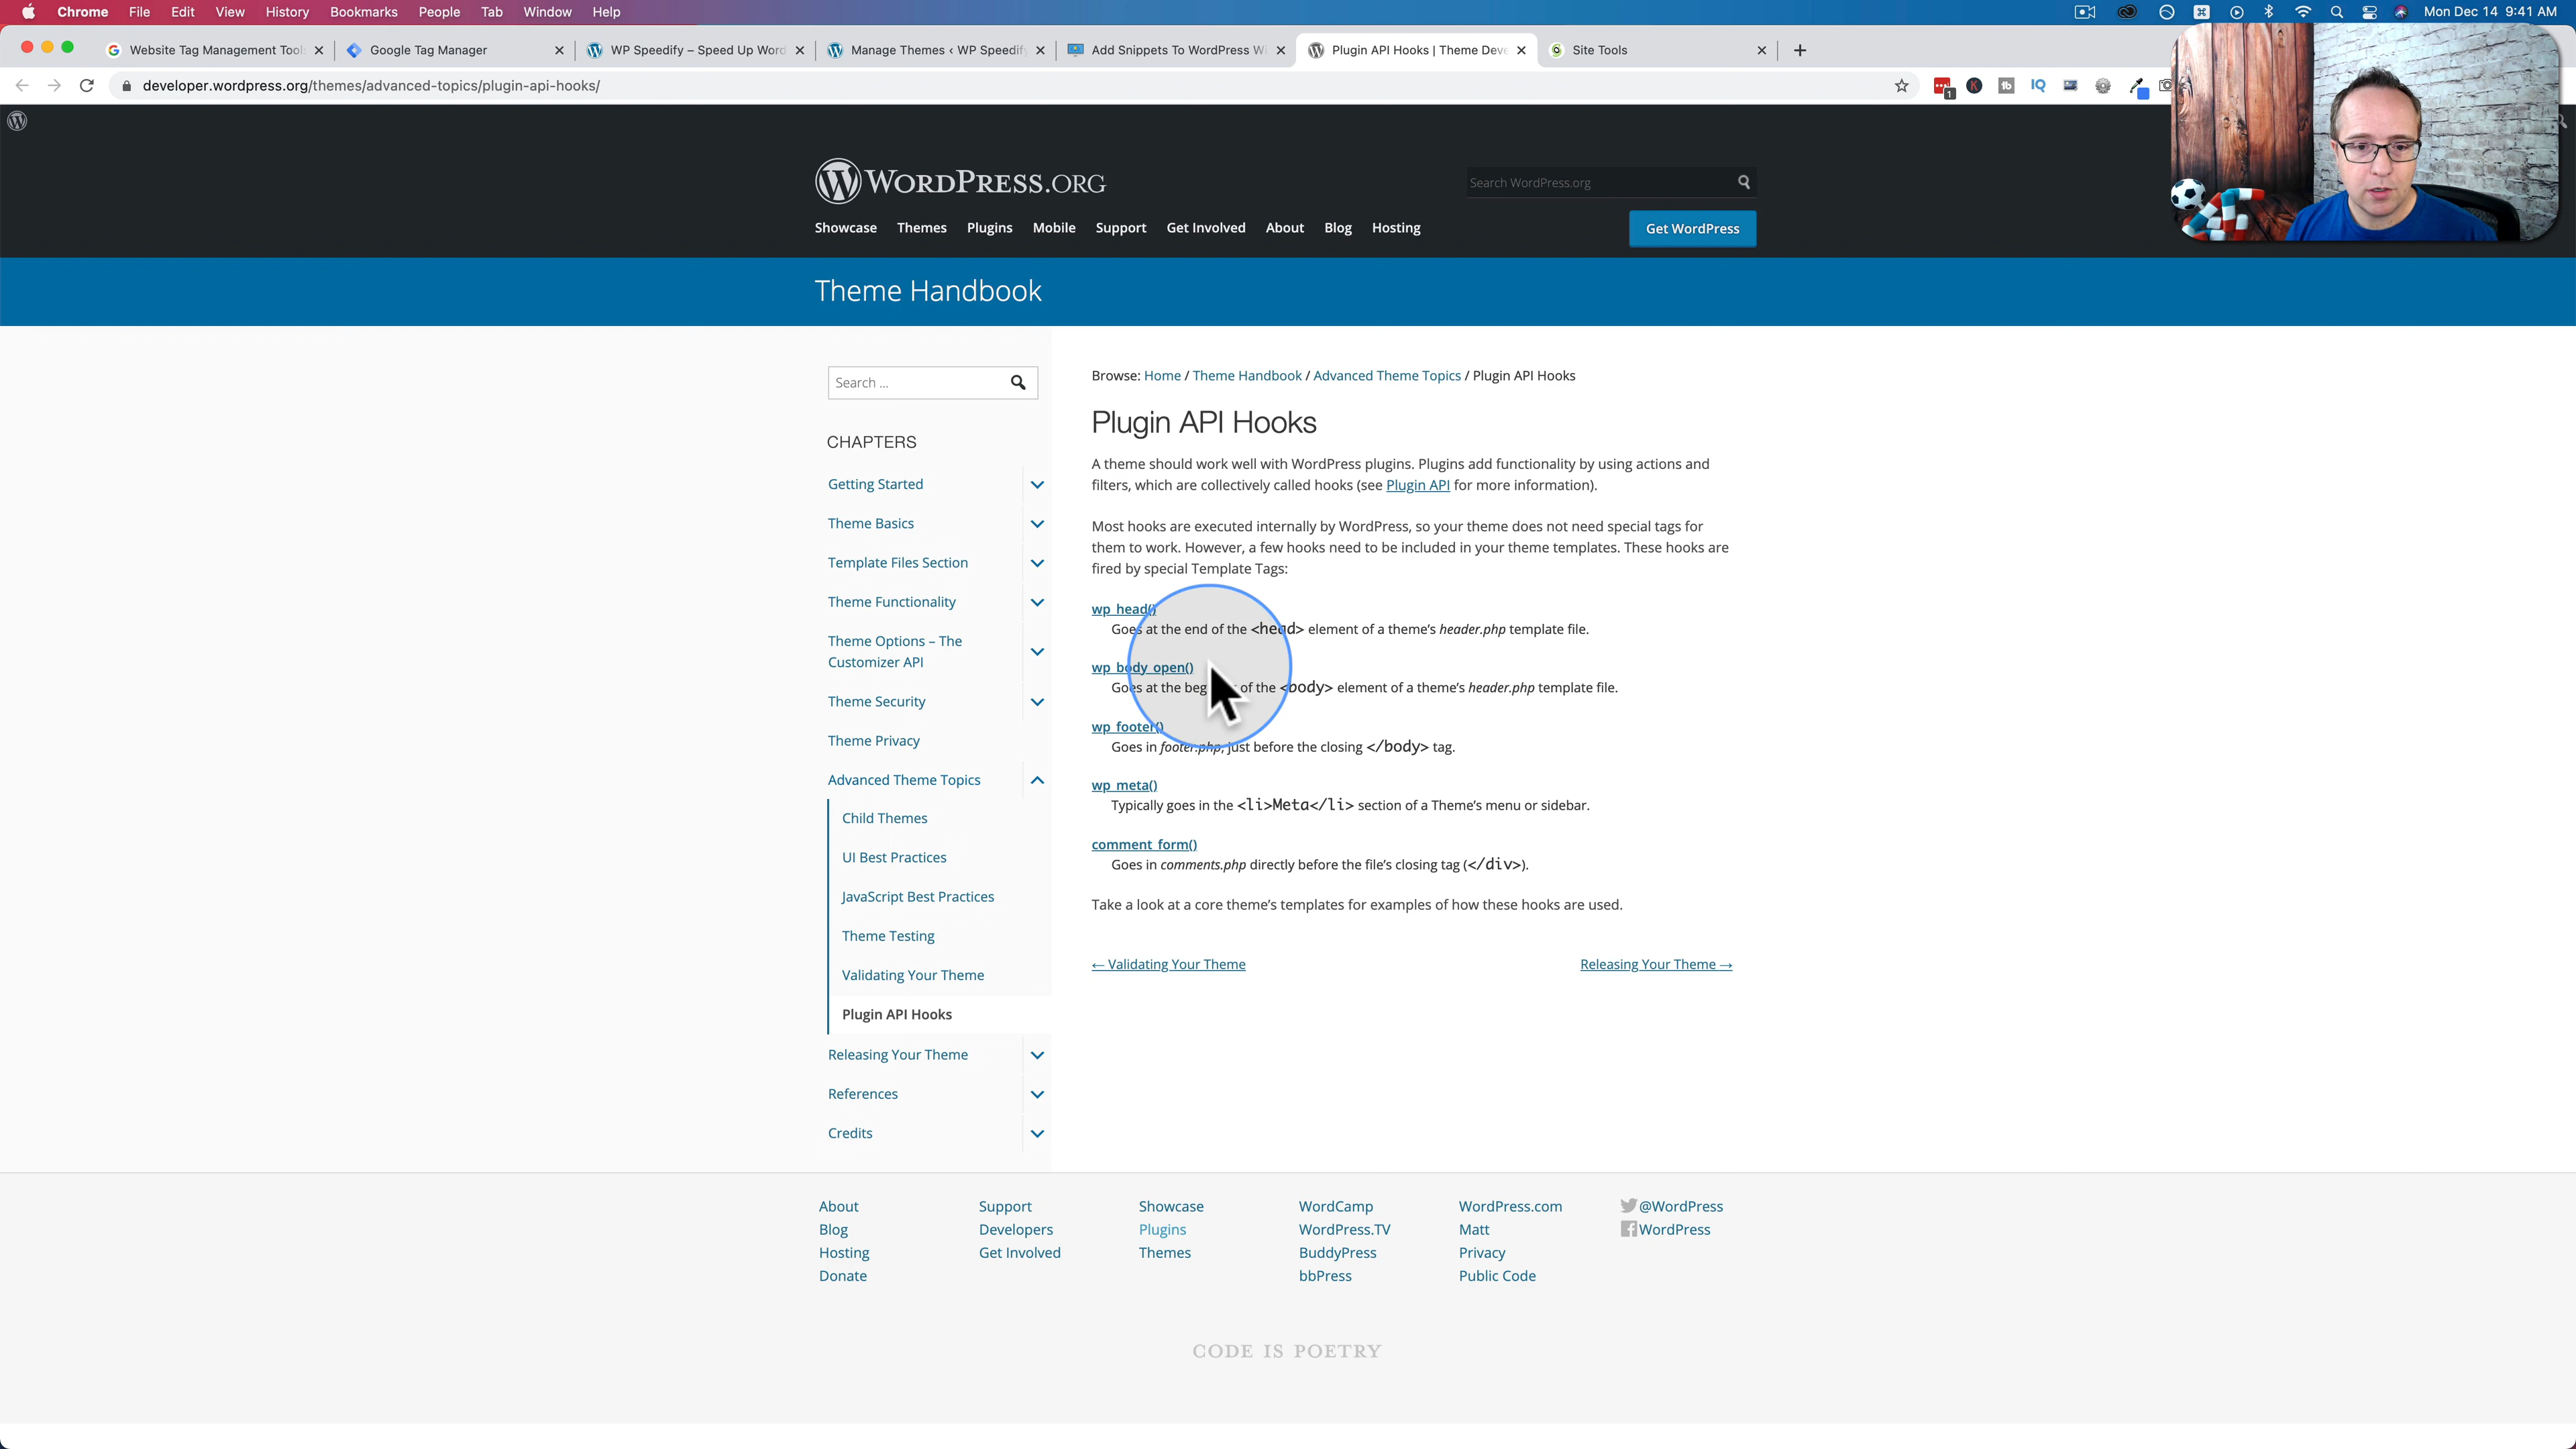 Chrome File Edit View History Bookmarks People Tab Window Help
Mon Dec 14 9:41 AM
Website Tag Management Tool
Google Tag Manager
WP Speedify – Speed Up Word
Manage Themes ‹ WP Speedify
Add Snippets To WordPress Wi
Plugin API Hooks | Theme Deve
Site Tools
developer.wordpress.org/themes/advanced-topics/plugin-api-hooks/
WORDPRESS.ORG
Search WordPress.org
Showcase Themes Plugins Mobile Support Get Involved About Blog Hosting
Get WordPress
Theme Handbook
Search ...
CHAPTERS
Getting Started
Theme Basics
Template Files Section
Theme Functionality
Theme Options – The
Customizer API
Theme Security
Theme Privacy
Advanced Theme Topics
Child Themes
UI Best Practices
JavaScript Best Practices
Theme Testing
Validating Your Theme
Plugin API Hooks
Releasing Your Theme
References
Credits
Browse: Home / Theme Handbook / Advanced Theme Topics / Plugin API Hooks
Plugin API Hooks
A theme should work well with WordPress plugins. Plugins add functionality by using actions and
filters, which are collectively called hooks (see Plugin API for more information).
Most hooks are executed internally by WordPress, so your theme does not need special tags for
them to work. However, a few hooks need to be included in your theme templates. These hooks are
fired by special Template Tags:
wp_head()
Goes at the end of the <head> element of a theme's header.php template file.
wp_body_open()
Goes at the of the <body> element of a theme's header.php template file.
wp_footer()
Goes in footer.php, just before the closing </body> tag.
wp_meta()
Typically goes in the <li>Meta</li> section of a Theme's menu or sidebar.
comment_form()
Goes in comments.php directly before the file's closing tag (</div>).
Take a look at a core theme's templates for examples of how these hooks are used.
← Validating Your Theme
Releasing Your Theme →
About Support Showcase WordCamp WordPress.com @WordPress
Blog Developers Plugins WordPress.TV Matt WordPress
Hosting Get Involved Themes BuddyPress Privacy
Donate bbPress Public Code
CODE IS POETRY